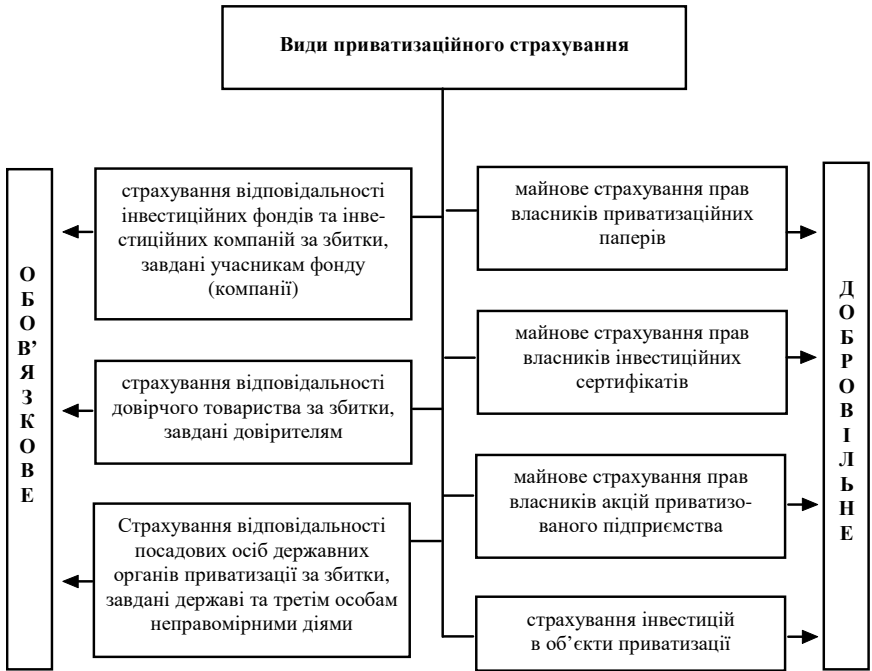 Види приватизаційного страхування
О
Б
О
В’
Я
З
К
О
В
Е
страхування відповідальності
інвестиційних фондів та інве-
стиційних компаній за збитки,
завдані учасникам фонду
(компанії)
страхування відповідальності
довірчого товариства за збитки,
завдані довірителям
Страхування відповідальності
посадових осіб державних
органів приватизації за збитки,
завдані державі та третім особам
неправомірними діями
майнове страхування прав
власників приватизаційних
паперів
майнове страхування прав
власників інвестиційних
сертифікатів
майнове страхування прав
власників акцій приватизо-
ваного підприємства
страхування інвестицій
в об’єкти приватизації
Д
О
Б
Р
О
В
І
Л
Ь
Н
Е